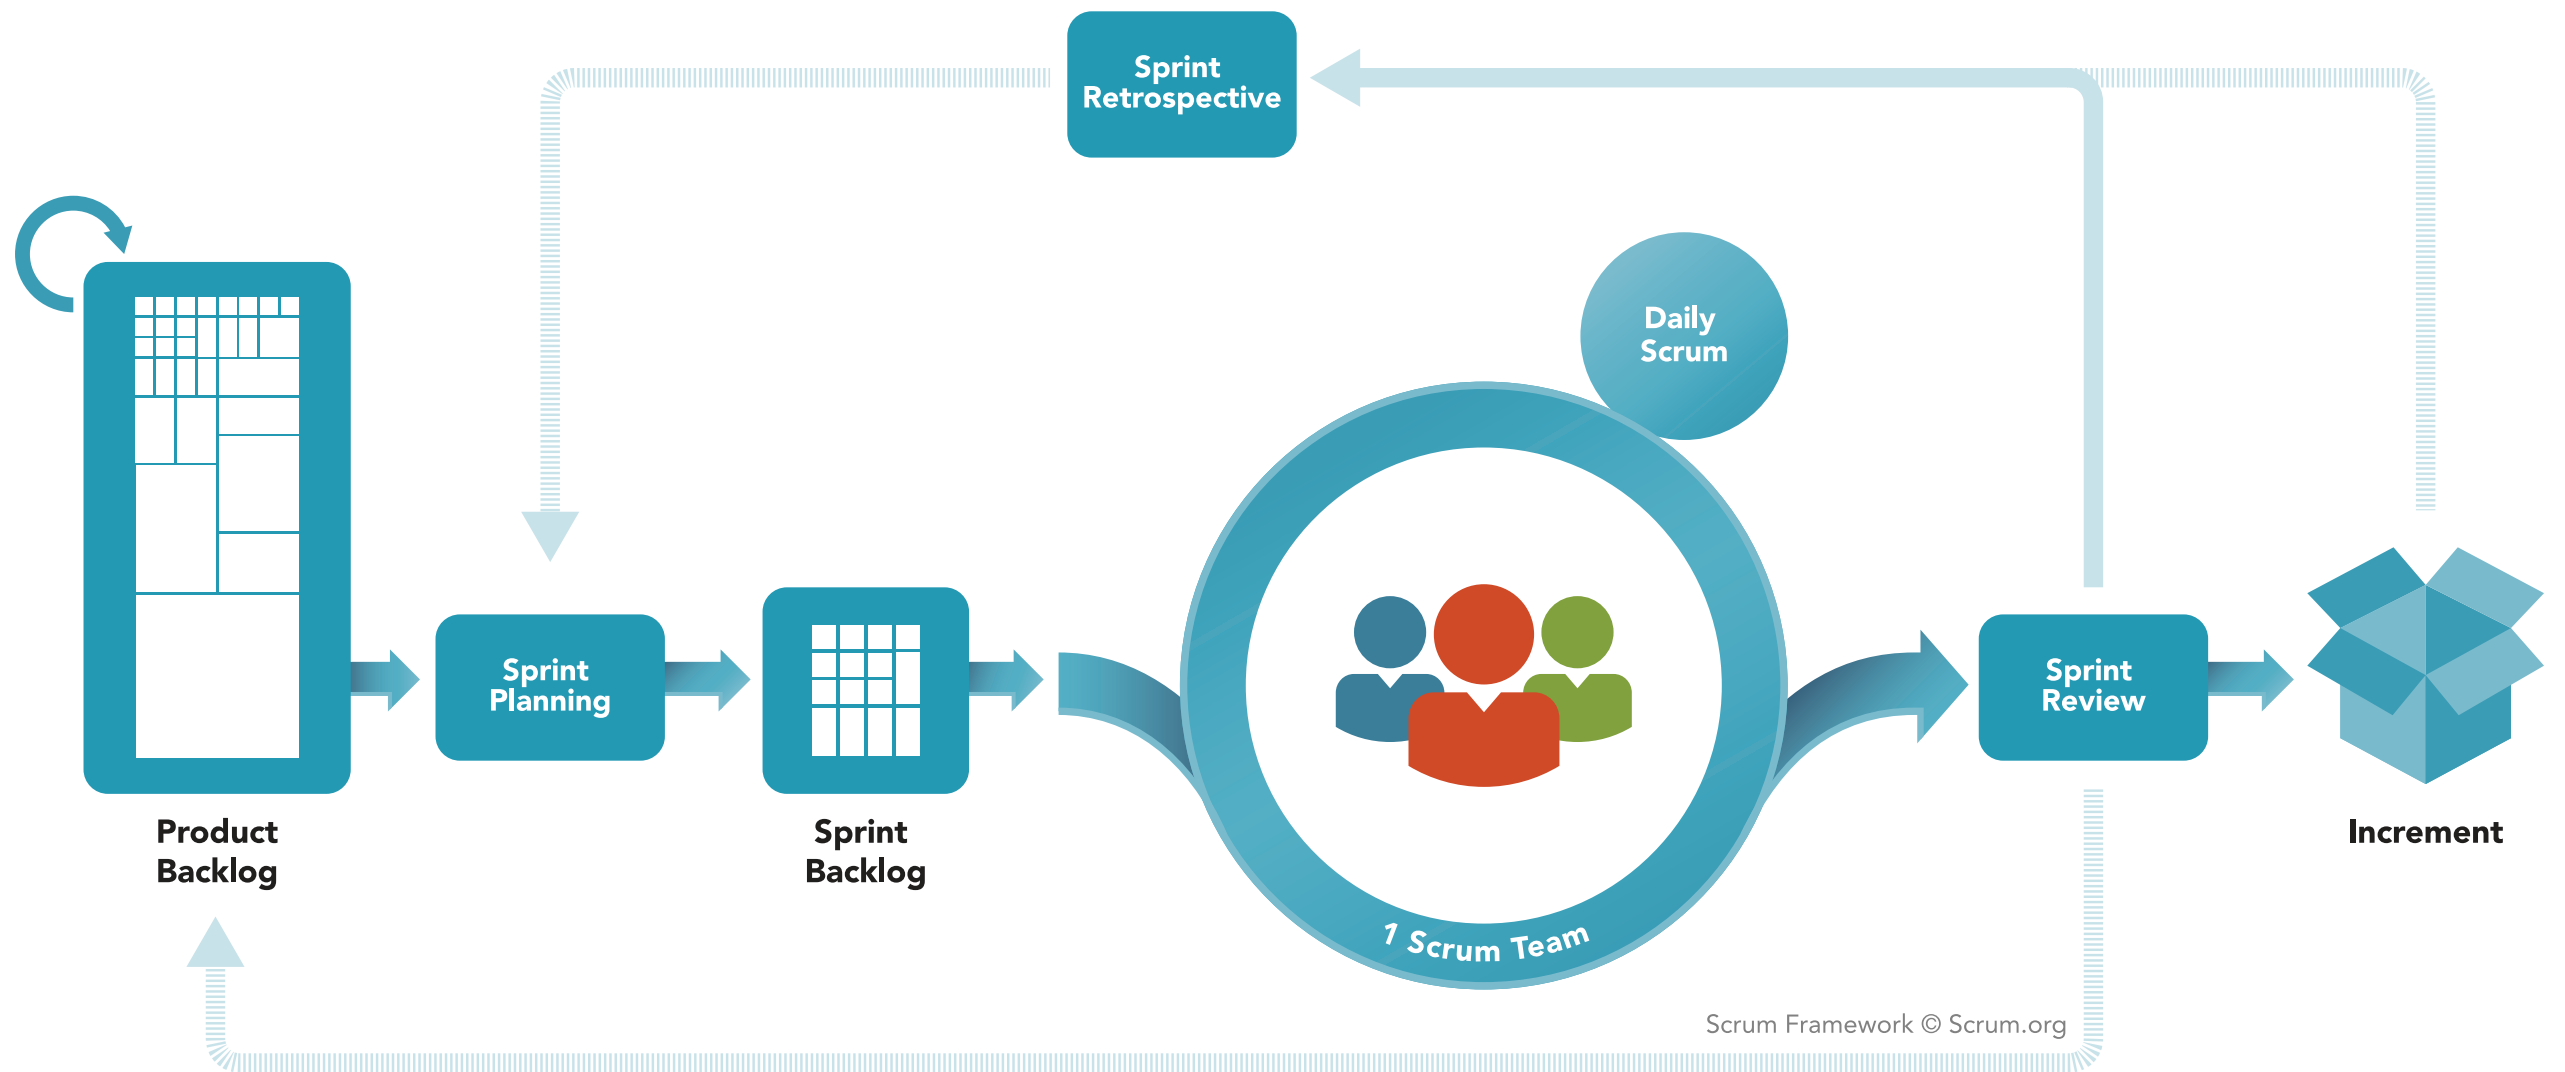 Sprint
Retrospective
Daily
Scrum
Sprint
Planning
Sprint
Review
Product
Backlog
Sprint
Backlog
Increment
1 Scrum Team
Scrum Framework © Scrum.org